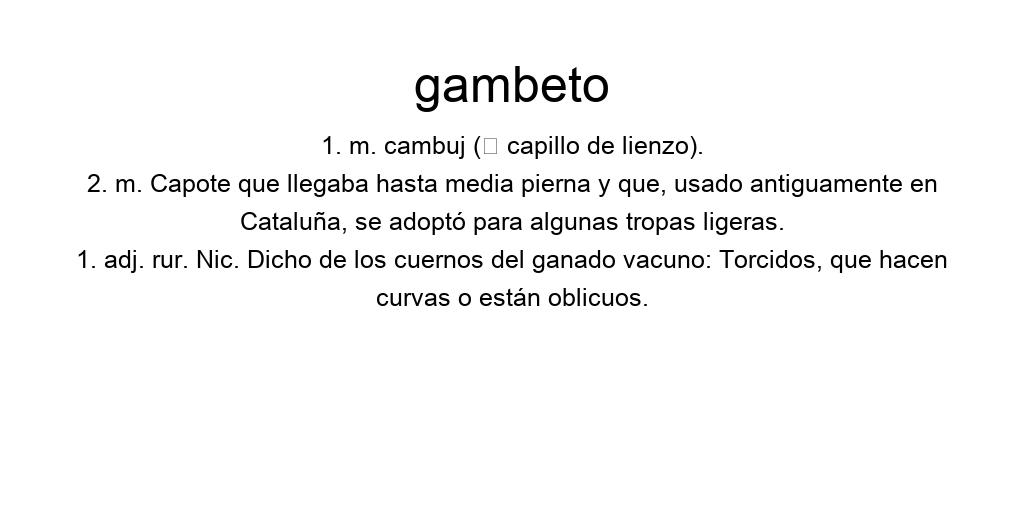 gambeto
1. m. cambuj (□ capillo de lienzo).
2. m. Capote que llegaba hasta media pierna y que, usado antiguamente en
Cataluña, se adoptó para algunas tropas ligeras.
1. adj. rur. Nic. Dicho de los cuernos del ganado vacuno: Torcidos, que hacen
curvas o están oblicuos.